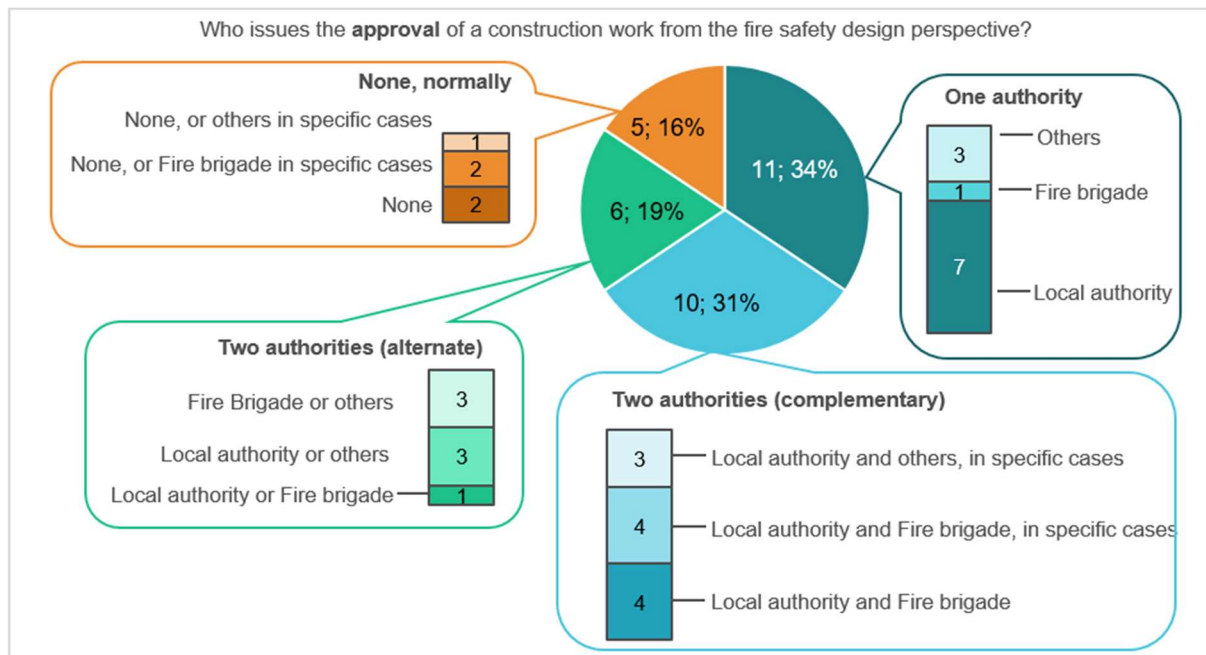 Who issues the approval of a construction work from the fire safety design perspective?
None, normally
None, or others in specific cases
1
None, or Fire brigade in specific cases
2
None
2
5; 16%
11; 34%
6; 19%
10; 31%
One authority
3
Others
1
Fire brigade
7
Local authority
Two authorities (alternate)
Fire Brigade or others
3
Local authority or others
3
Local authority or Fire brigade
1
Two authorities (complementary)
3
Local authority and others, in specific cases
4
Local authority and Fire brigade, in specific cases
4
Local authority and Fire brigade